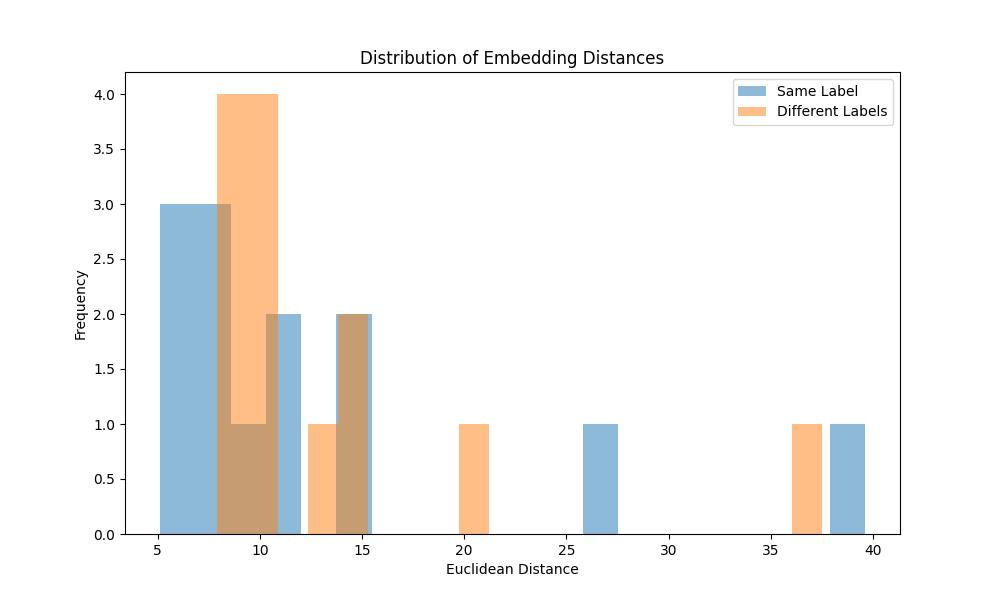 Distribution of Embedding Distances
Same Label
Different Labels
4.0
3.5
3.0
2.5
2.0
1.5
1.0
0.5
0.0
Frequency
5 10 15 20 25 30 35 40
Euclidean Distance